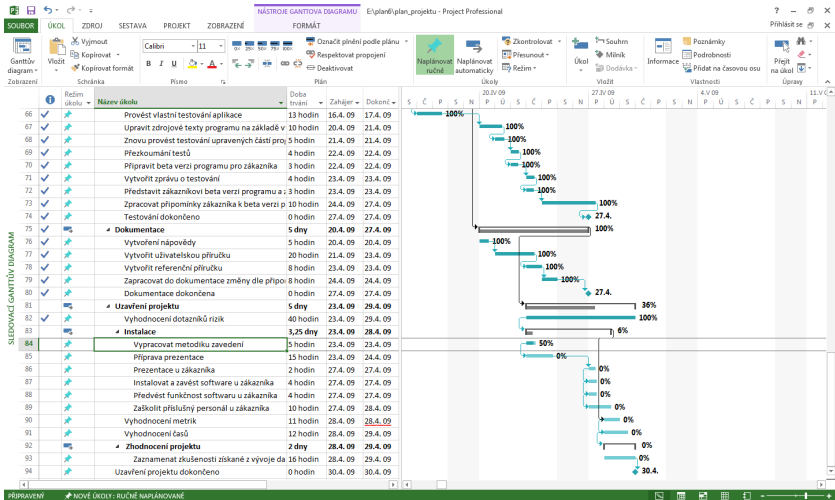 NÁSTROJE GANTOVA DIAGRAMU E:\plan6\plan_projektu - Project Professional
SOUBOR ÚKOL ZDROJ SESTAVA PROJEKT ZOBRAZENÍ FORMÁT Přihlásit se
Ganttův diagram
Zobrazení
Vložit
Vyjmout
Kopírovat
Kopírovat formát
Schránka
Calibri 11
B I U A
Písmo
0% 25% 50% 75% 100%
Označit plnění podle plánu
Respektovat propojení
Deaktivovat
Plán
Naplánovat ručně
Naplánovat automaticky
Zkontrolovat
Přesunout
Režim
Úkoly
Úkol
Souhrn
Milník
Dodávka
Vložit
Informace
Poznámky
Podrobnosti
Přidat na časovou osu
Vlastnosti
Přejít na úkol
Úpravy
Režim úkolu Název úkolu Doba trvání Zahájer Dokonč
20.IV 09 27.IV 09 4.V 09 11.V
S Č P S N P Ú S Č P S N P Ú S Č P S N P Ú S Č P S N P
66 Provést vlastní testování aplikace 13 hodin 16.4. 09 17.4. 09 100%
67 Upravit zdrojové texty programu na základě v 10 hodin 20.4. 09 21.4. 09 100%
68 Znovu provést testování upravených částí proj 5 hodin 21.4. 09 21.4. 09 100%
69 Přezkoumání testů 4 hodin 22.4. 09 22.4. 09 100%
70 Připravit beta verzi programu pro zákazníka 3 hodin 22.4. 09 22.4. 09 100%
71 Vytvořit zprávu o testování 4 hodin 23.4. 09 23.4. 09 100%
72 Představit zákazníkovi beta verzi programu a z 3 hodin 23.4. 09 23.4. 09 100%
73 Zpracovat připomínky zákazníka k beta verzi p 10 hodin 24.4. 09 27.4. 09 100%
74 Testování dokončeno 0 hodin 27.4. 09 27.4. 09 27.4.
75 Dokumentace 5 dny 20.4. 09 27.4. 09 100%
76 Vytvoření nápovědy 5 hodin 20.4. 09 20.4. 09 100%
77 Vytvořit uživatelskou příručku 20 hodin 21.4. 09 23.4. 09 100%
78 Vytvořit referenční příručku 8 hodin 23.4. 09 24.4. 09 100%
79 Zapracovat do dokumentace změny dle připo 8 hodin 24.4. 09 24.4. 09 100%
80 Dokumentace dokončena 0 hodin 27.4. 09 27.4. 09 27.4.
81 Uzavření projektu 5 dny 23.4. 09 29.4. 09 36%
82 Vyhodnocení dotazníků rizik 40 hodin 23.4. 09 29.4. 09 100%
83 Instalace 3,25 dny 23.4. 09 28.4. 09 6%
84 Vypracovat metodiku zavedení 5 hodin 23.4. 09 23.4. 09 50%
85 Příprava prezentace 15 hodin 23.4. 09 24.4. 09 0%
86 Prezentace u zákazníka 2 hodin 27.4. 09 27.4. 09 0%
87 Instalovat a zavést software u zákazníka 4 hodin 27.4. 09 27.4. 09 0%
88 Předvést funkčnost softwaru u zákazníka 4 hodin 27.4. 09 27.4. 09 0%
89 Zaškolit příslušný personál u zákazníka 10 hodin 27.4. 09 28.4. 09 0%
90 Vyhodnocení metrik 11 hodin 28.4. 09 28.4. 09 0%
91 Vyhodnocení časů 12 hodin 28.4. 09 29.4. 09 0%
92 Zhodnocení projektu 2 dny 28.4. 09 29.4. 09 0%
93 Zaznamenat zkušenosti získané z vývoje da 16 hodin 28.4. 09 29.4. 09 0%
94 Uzavření projektu dokončeno 0 hodin 30.4. 09 30.4. 09 30.4.
SLEDOVACÍ GANTTŮV DIAGRAM
PŘIPRAVENÝ NOVÉ ÚKOLY: RUČNĚ NAPLÁNOVANÉ